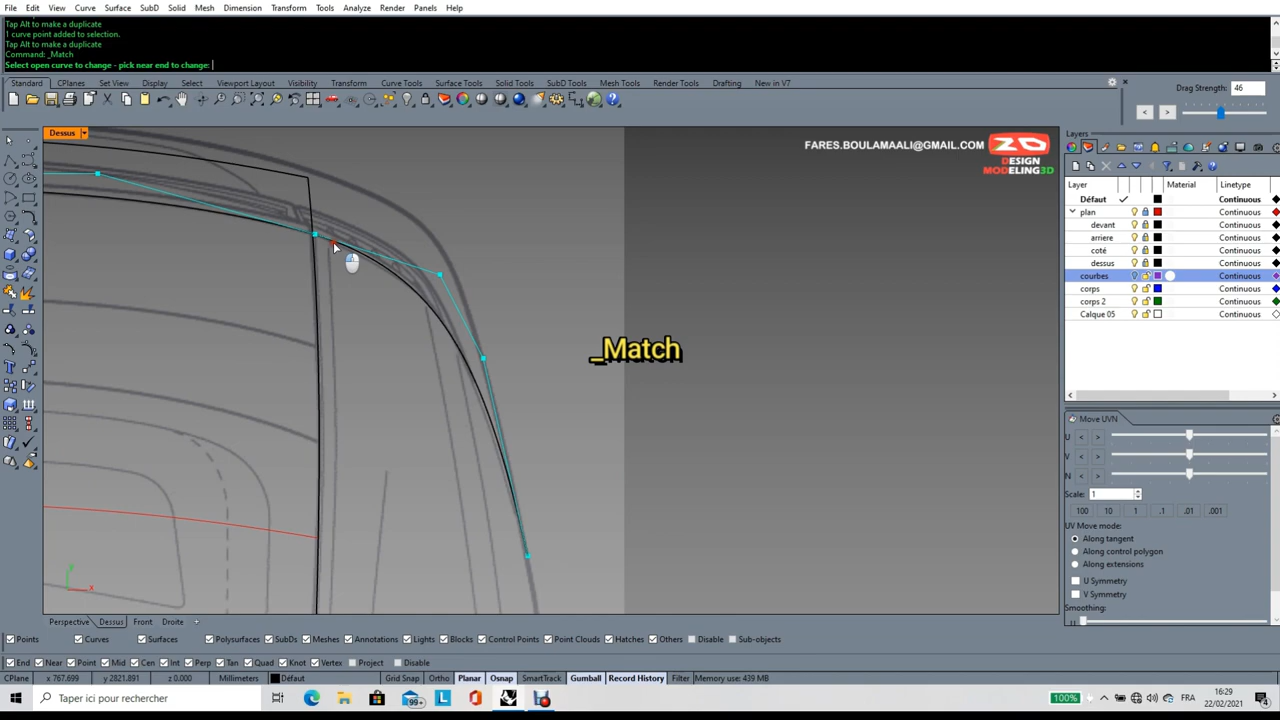 File Edit View Curve Surface SubD Solid Mesh Dimension Transform Tools Analyze Render Panels Help
Tap Alt to make a duplicate
1 curve point added to selection.
Tap Alt to make a duplicate
Command: _Match
Select open curve to change - pick near end to change:
Standard CPlanes Set View Display Select Viewport Layout Visibility Transform Curve Tools Surface Tools Solid Tools SubD Tools Mesh Tools Render Tools Drafting New in V7
Drag Strength: 46
< >
Dessus
FARES.BOULAMAALI@GMAIL.COM
DESIGN
MODELING3D
_Match
Layers
Layer Material Linetype
Défaut Continuous
plan Continuous
devant Continuous
arriere Continuous
coté Continuous
dessus Continuous
courbes Continuous
corps Continuous
corps 2 Continuous
Calque 05 Continuous
Move UVN
U < >
V < >
N < >
Scale: 1
100 10 1 .1 .01 .001
UV Move mode:
Along tangent
Along control polygon
Along extensions
U Symmetry
V Symmetry
Smoothing:
U
y
x
Perspective Dessus Front Droite
Points Curves Surfaces Polysurfaces SubDs Meshes Annotations Lights Blocks Control Points Point Clouds Hatches Others Disable Sub-objects
End Near Point Mid Cen Int Perp Tan Quad Knot Vertex Project Disable
CPlane x 767.699 y 2821.891 z 0.000 Millimeters Défaut Grid Snap Ortho Planar Osnap SmartTrack Gumball Record History Filter Memory use: 439 MB
Taper ici pour rechercher
99+
100%
FRA
16:29
22/02/2021
4